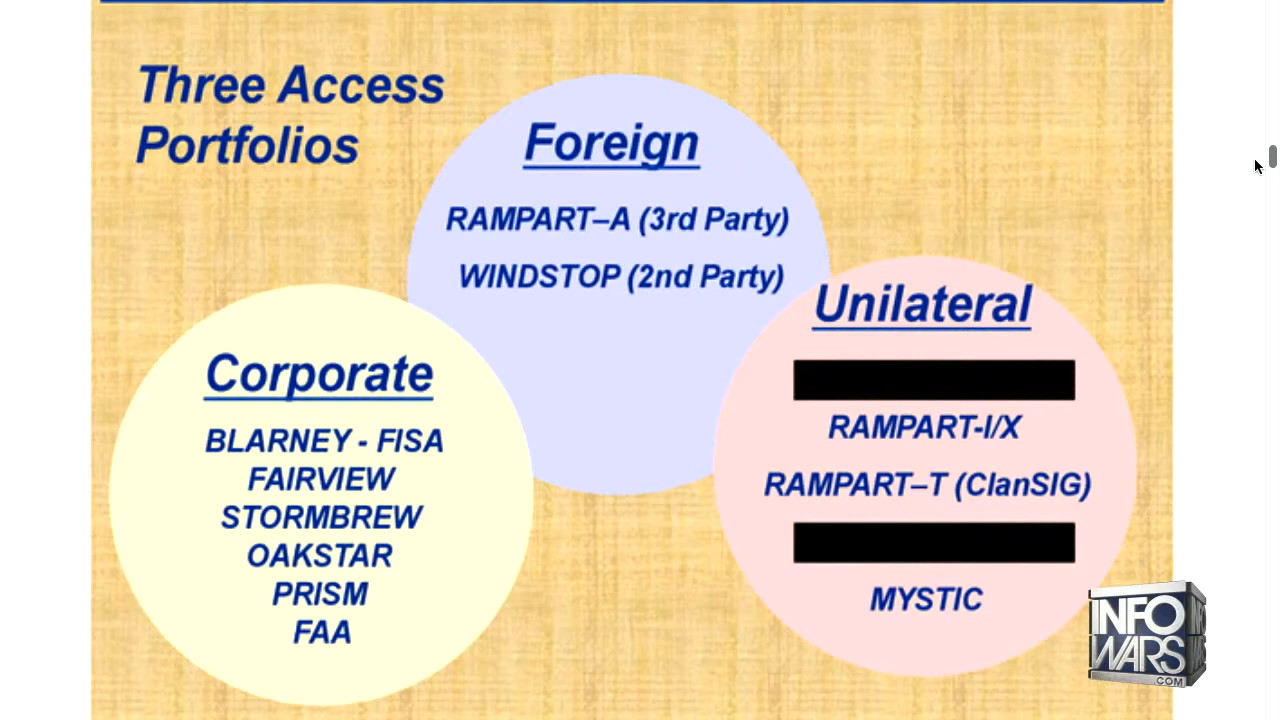 Three Access
Portfolios
Foreign
RAMPART–A (3rd Party)
WINDSTOP (2nd Party)
Unilateral
RAMPART-I/X
RAMPART–T (ClanSIG)
MYSTIC
Corporate
BLARNEY - FISA
FAIRVIEW
STORMBREW
OAKSTAR
PRISM
FAA
INFO
WARS
.COM